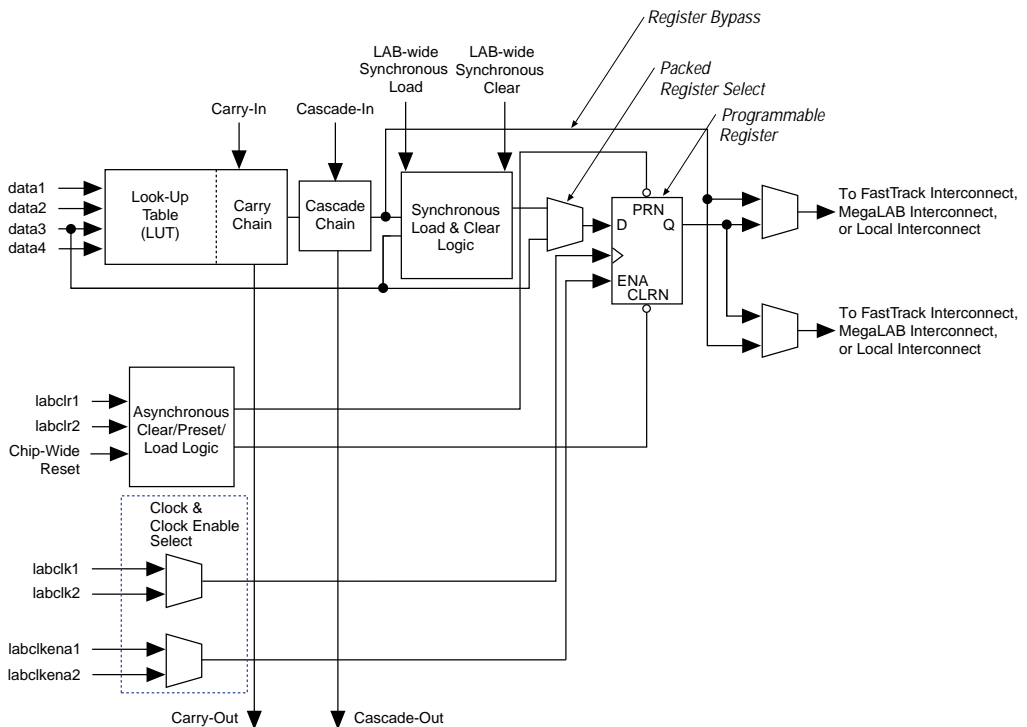 Register Bypass
LAB-wide
Synchronous
Load
LAB-wide
Synchronous
Clear
Packed
Register Select
Programmable
Register
Carry-In
Cascade-In
data1
data2
data3
data4
Look-Up
Table
(LUT)
Carry
Chain
Cascade
Chain
Synchronous
Load & Clear
Logic
PRN
D
Q
ENA
CLRN
To FastTrack Interconnect,
MegaLAB Interconnect,
or Local Interconnect
To FastTrack Interconnect,
MegaLAB Interconnect,
or Local Interconnect
labclr1
labclr2
Chip-Wide
Reset
Asynchronous
Clear/Preset/
Load Logic
Clock &
Clock Enable
Select
labclk1
labclk2
labclkena1
labclkena2
Carry-Out
Cascade-Out